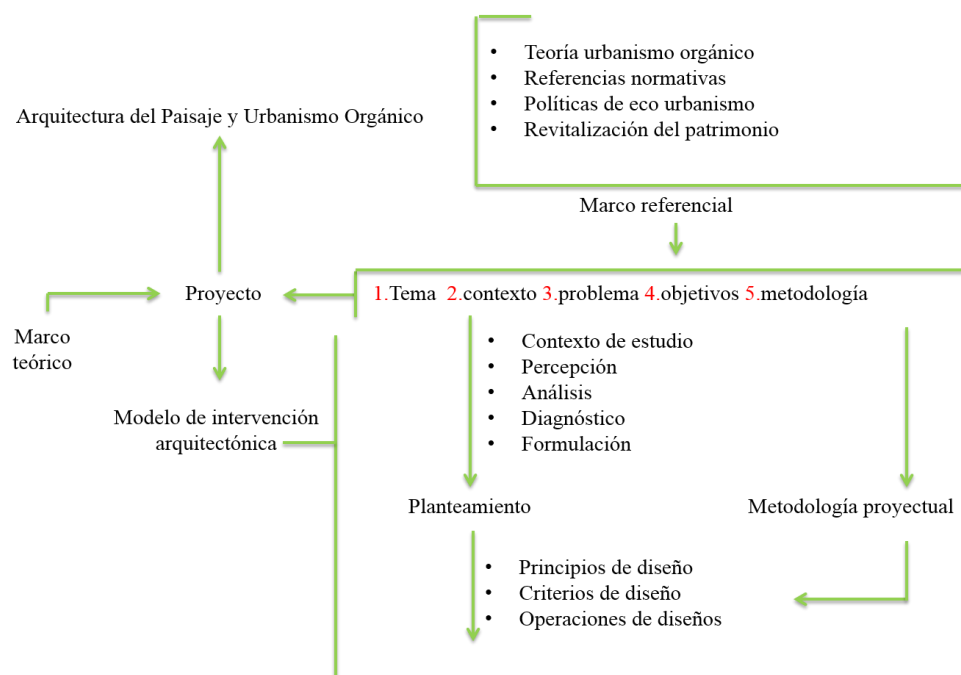 • Teoría urbanismo orgánico
• Referencias normativas
• Políticas de eco urbanismo
• Revitalización del patrimonio
Arquitectura del Paisaje y Urbanismo Orgánico
Marco referencial
Proyecto
1.Tema 2.contexto 3.problema 4.objetivos 5.metodología
Marco
teórico
• Contexto de estudio
• Percepción
• Análisis
• Diagnóstico
• Formulación
Modelo de intervención
arquitectónica
Planteamiento
Metodología proyectual
• Principios de diseño
• Criterios de diseño
• Operaciones de diseños